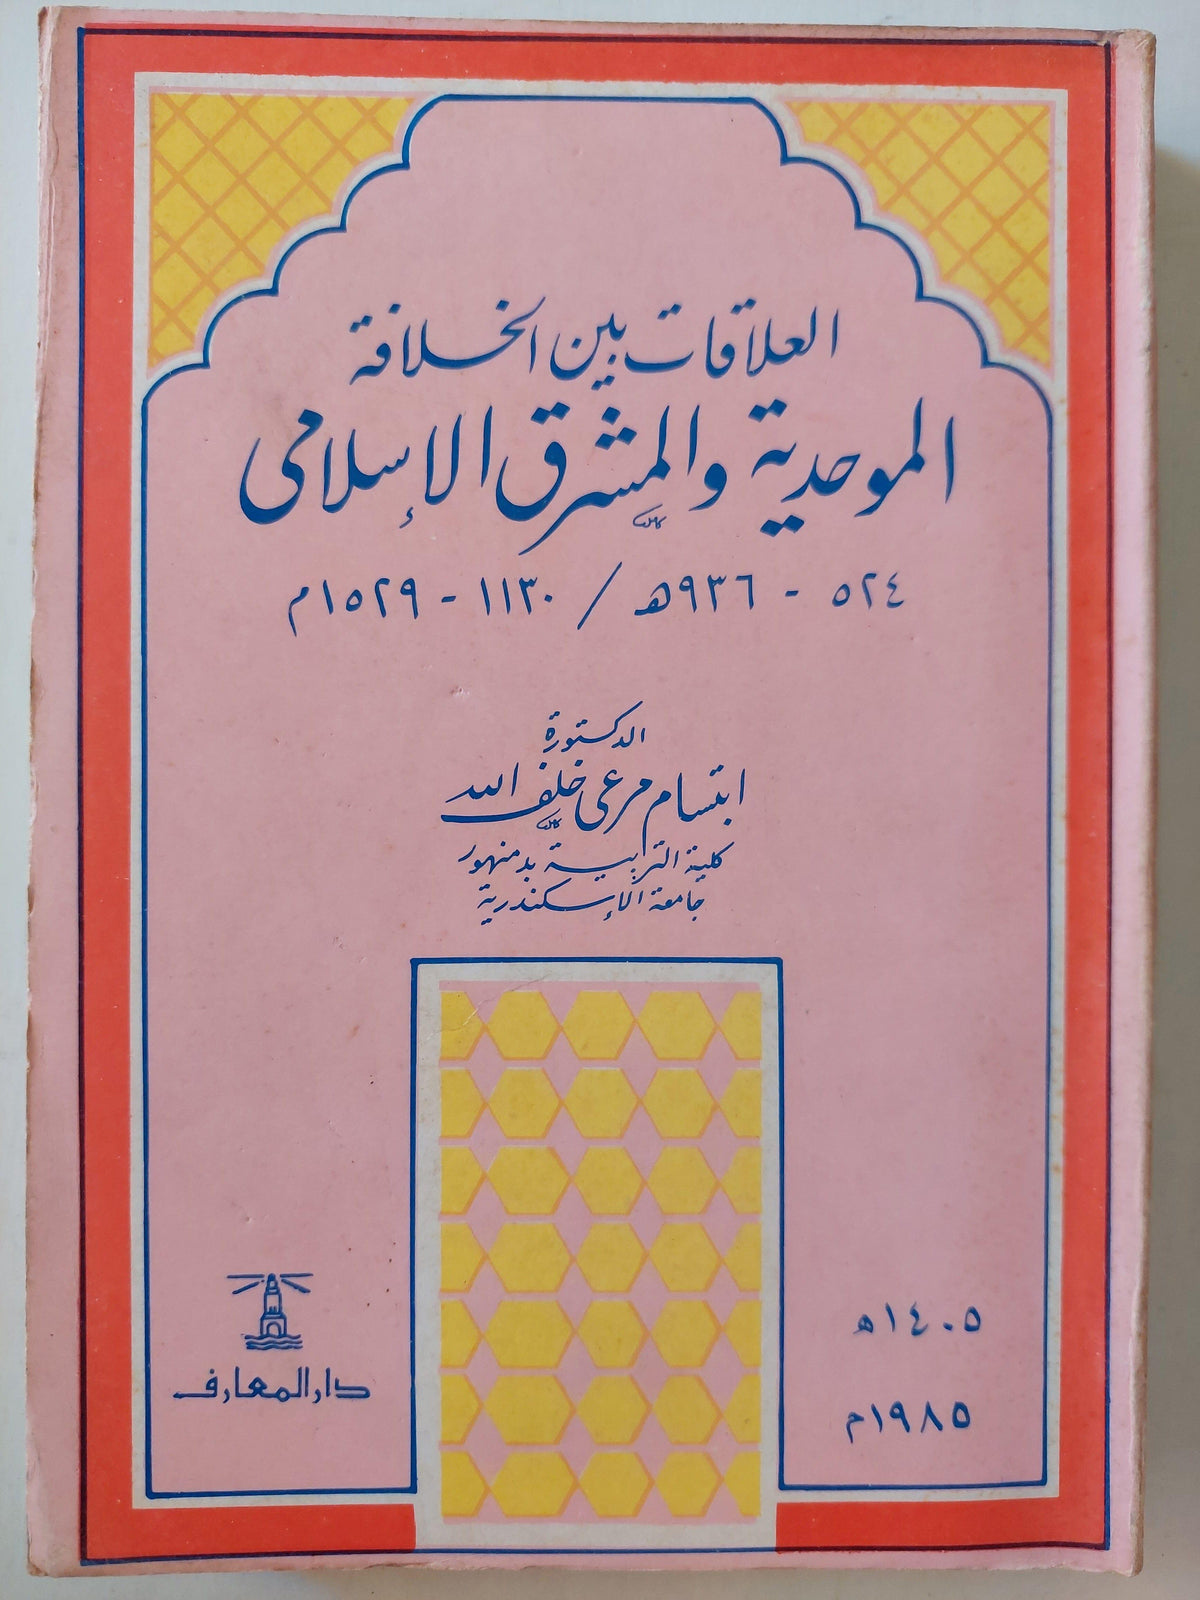 العلاقات بين الخلافة
الموحدية والمشرق الإسلامى
٥٢٤ - ٩٣٦هـ / ١١٣٠ - ١٥٢٩م
الدكتورة
ابتسام مرعى خلف الله
كلية التربية بدمنهور
جامعة الإسكندرية
١٤٠٥ه
١٩٨٥م
دار المعارف